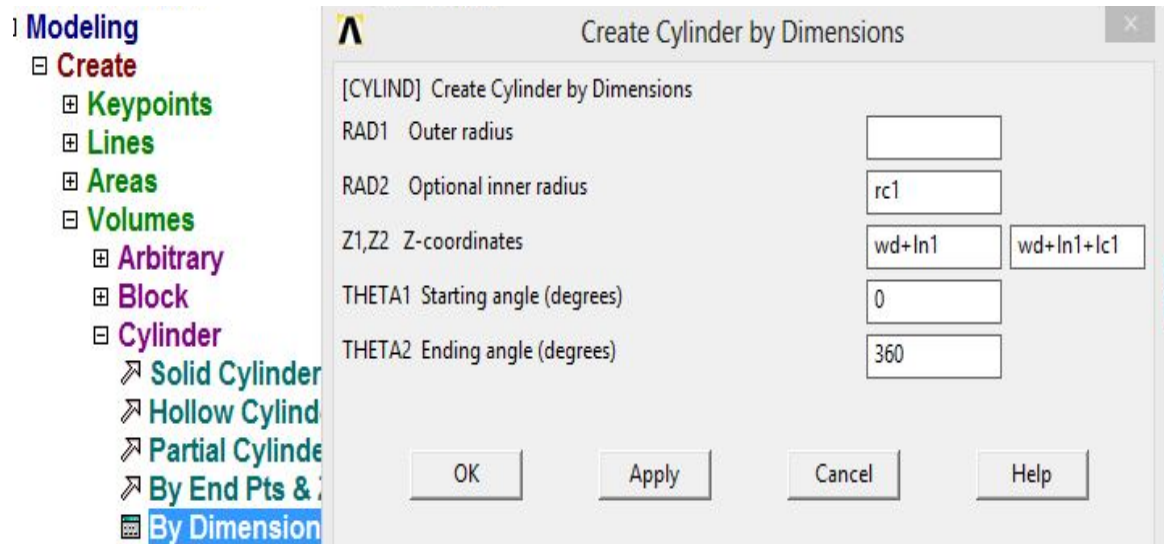 Modeling
Create
Keypoints
Lines
Areas
Volumes
Arbitrary
Block
Cylinder
Solid Cylinder
Hollow Cylind
Partial Cylinde
By End Pts &
By Dimension
Create Cylinder by Dimensions
[CYLIND] Create Cylinder by Dimensions
RAD1 Outer radius
RAD2 Optional inner radius rc1
Z1,Z2 Z-coordinates wd+ln1 wd+ln1+lc1
THETA1 Starting angle (degrees) 0
THETA2 Ending angle (degrees) 360
OK Apply Cancel Help